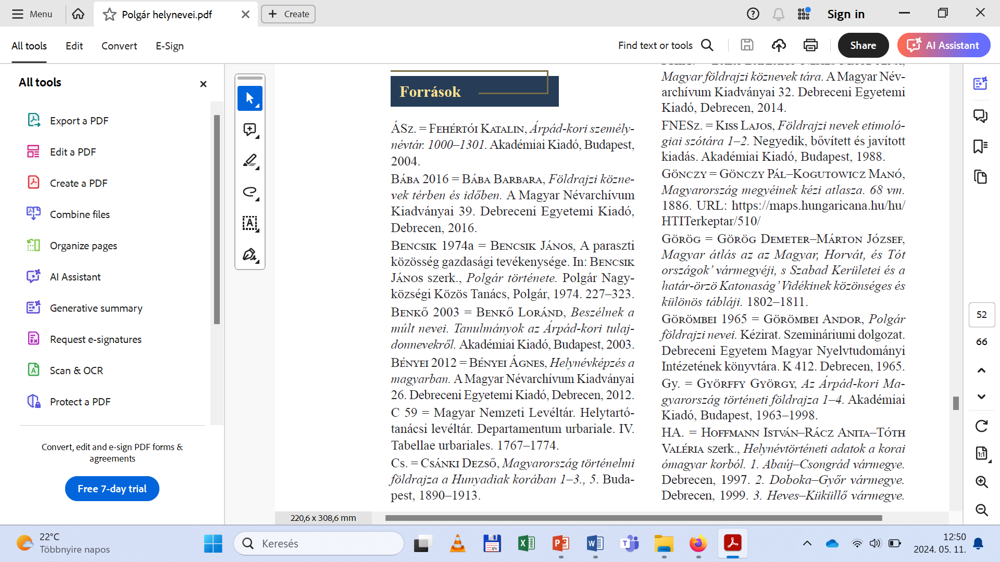 Menu
Polgár helynevei.pdf
Create
Sign in
All tools
Edit
Convert
E-Sign
Find text or tools
Share
AI Assistant
All tools
Export a PDF
Edit a PDF
Create a PDF
Combine files
Organize pages
AI Assistant
Generative summary
Request e-signatures
Scan & OCR
Protect a PDF
Convert, edit and e-sign PDF forms &
agreements
Free 7-day trial
Források
ÁSz. = Fehértói Katalin, Árpád-kori személy-
névtár. 1000–1301. Akadémiai Kiadó, Budapest,
2004.
Bába 2016 = Bába Barbara, Földrajzi közne-
vek térben és időben. A Magyar Névarchívum
Kiadványai 39. Debreceni Egyetemi Kiadó,
Debrecen, 2016.
Bencsik 1974a = Bencsik János, A paraszti
közösség gazdasági tevékenysége. In: Bencsik
János szerk., Polgár története. Polgár Nagy-
községi Közös Tanács, Polgár, 1974. 227–323.
Benkő 2003 = Benkő Loránd, Beszélnek a
múlt nevei. Tanulmányok az Árpád-kori tulaj-
donnevekről. Akadémiai Kiadó, Budapest, 2003.
Bényei 2012 = Bényei Ágnes, Helynévképzés a
magyarban. A Magyar Névarchívum Kiadványai
26. Debreceni Egyetemi Kiadó, Debrecen, 2012.
C 59 = Magyar Nemzeti Levéltár. Helytartó-
tanácsi levéltár. Departamentum urbariale. IV.
Tabellae urbariales. 1767–1774.
Cs. = Csánki Dezső, Magyarország történelmi
földrajza a Hunyadiak korában 1–3., 5. Buda-
pest, 1890–1913.
Magyar földrajzi köznevek tára. A Magyar Név-
archívum Kiadványai 32. Debreceni Egyetemi
Kiadó, Debrecen, 2014.
FNESz. = Kiss Lajos, Földrajzi nevek etimoló-
giai szótára 1–2. Negyedik, bővített és javított
kiadás. Akadémiai Kiadó, Budapest, 1988.
Gönczy = Gönczy Pál–Kogutowicz Manó,
Magyarország megyéinek kézi atlasza. 68 vm.
1886. URL: https://maps.hungaricana.hu/hu/
HTITerkeptar/510/
Görög = Görög Demeter–Márton József,
Magyar átlás az az Magyar, Horvát, és Tót
országok’ vármegyéji, s Szabad Kerületei és a
határ-örzö Katonaság’ Vidékinek közönséges és
különös tábláji. 1802–1811.
Görömbei 1965 = Görömbei Andor, Polgár
földrajzi nevei. Kézirat. Szemináriumi dolgozat.
Debreceni Egyetem Magyar Nyelvtudományi
Intézetének könyvtára. K 412. Debrecen, 1965.
Gy. = Györffy György, Az Árpád-kori Ma-
gyarország történeti földrajza 1–4. Akadémiai
Kiadó, Budapest, 1963–1998.
HA. = Hoffmann István–Rácz Anita–Tóth
Valéria szerk., Helynévtörténeti adatok a korai
ómagyar korból. 1. Abaúj–Csongrád vármegye.
Debrecen, 1997. 2. Doboka–Győr vármegye.
Debrecen, 1999. 3. Heves–Küküllő vármegye.
52
66
1:1
220,6 x 308,6 mm
22°C
Többnyire napos
Keresés
12:50
2024. 05. 11.